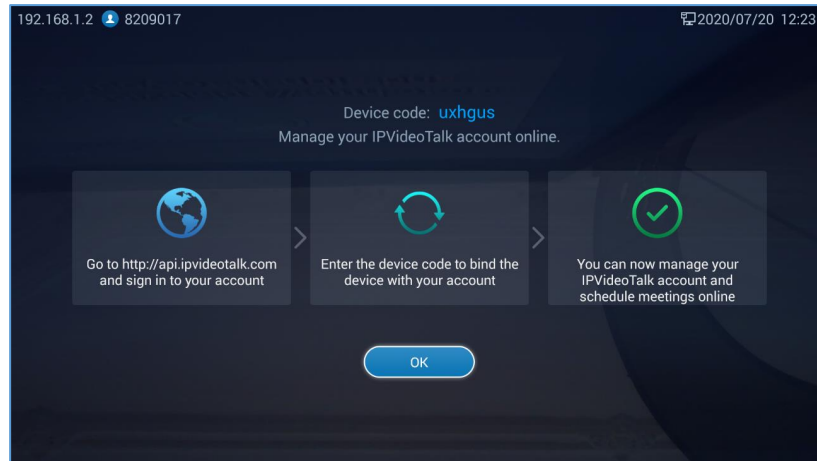 192.168.1.2 8209017 2020/07/20 12:23
Device code: uxhgus
Manage your IPVideoTalk account online.
Go to http://api.ipvideotalk.com
and sign in to your account
Enter the device code to bind the
device with your account
You can now manage your
IPVideoTalk account and
schedule meetings online
OK